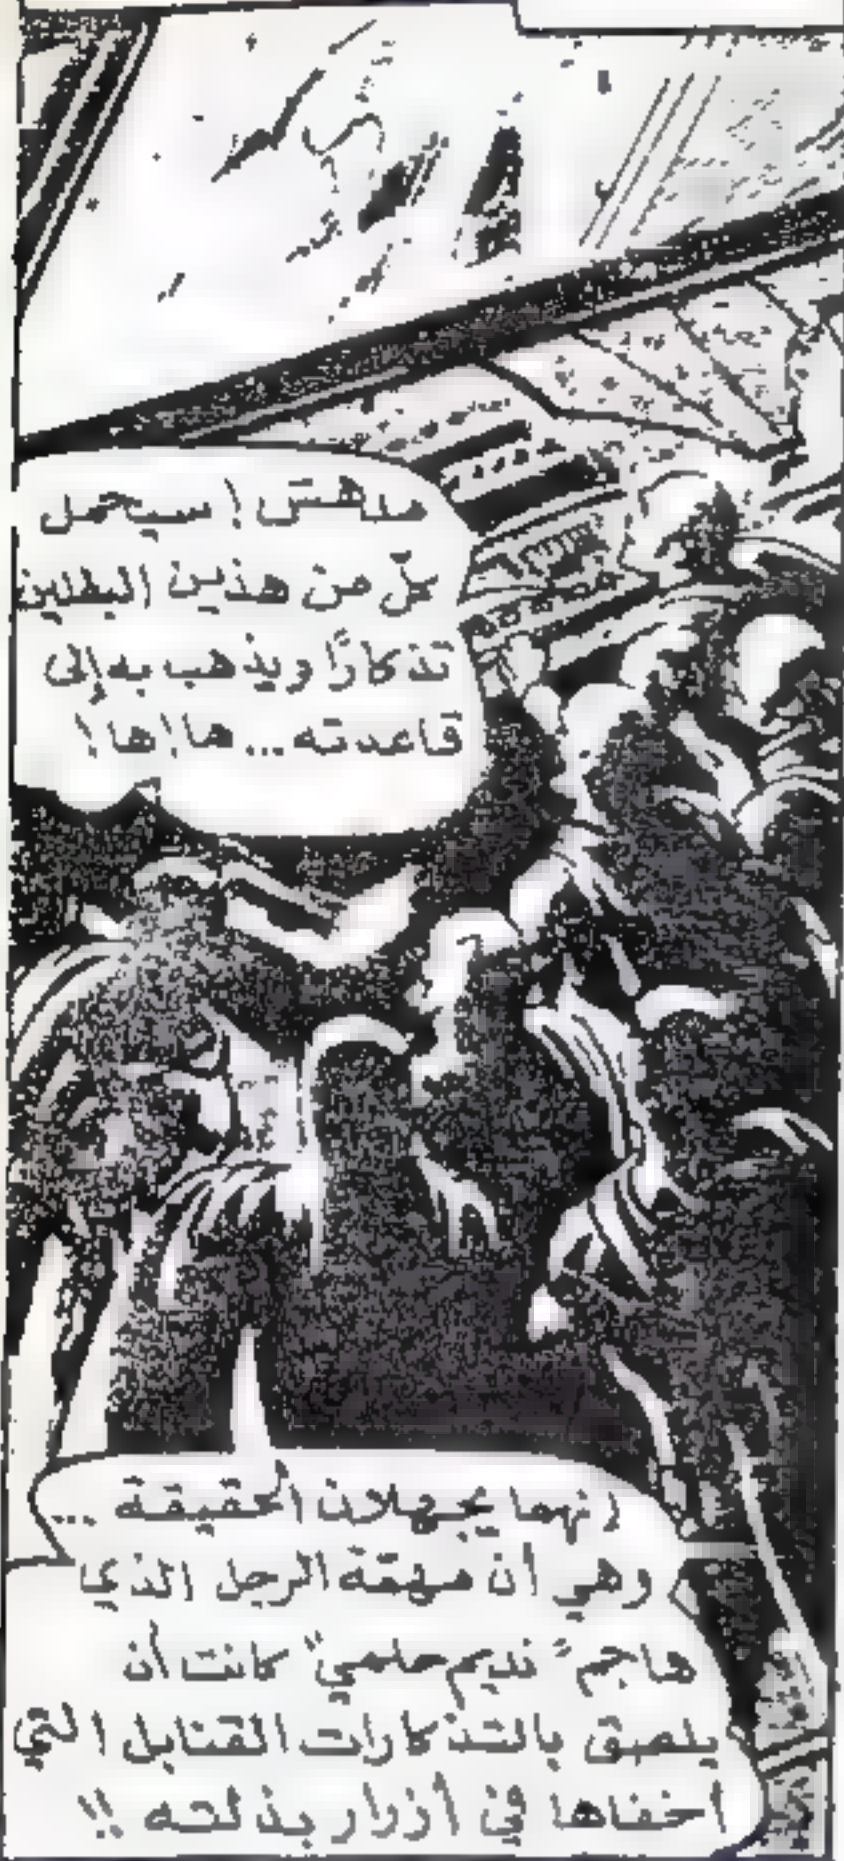 مدهش! سيحمل
كلّ من هذين البطلين
تذكارًا ويذهب به إلى
قاعدته... ها! ها!
إنهما يجهلان الحقيقة ...
وهي أن مهمّة الرجل الذي
هاجم "نديم حلمي" كانت أن
يلصق بالتذكارات القنابل التي
أخفاها في أزرار بذلته !!